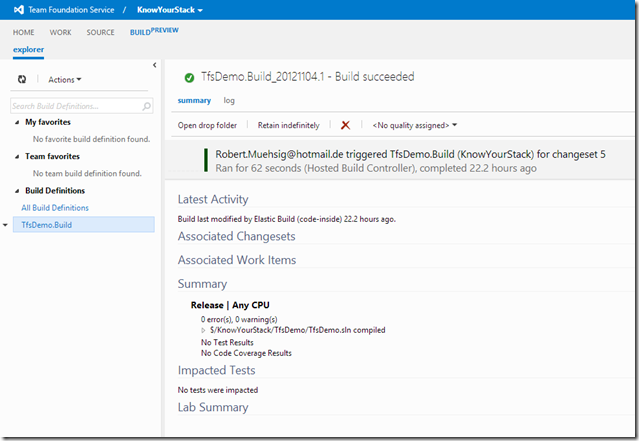 Team Foundation Service / KnowYourStack
HOME WORK SOURCE BUILD PREVIEW
explorer
Actions
Search Build Definitions...
My favorites
No favorite build definition found.
Team favorites
No team build definition found.
Build Definitions
All Build Definitions
TfsDemo.Build
TfsDemo.Build_20121104.1 - Build succeeded
summary log
Open drop folder Retain indefinitely <No quality assigned>
Robert.Muehsig@hotmail.de triggered TfsDemo.Build (KnowYourStack) for changeset 5
Ran for 62 seconds (Hosted Build Controller), completed 22.2 hours ago
Latest Activity
Build last modified by Elastic Build (code-inside) 22.2 hours ago.
Associated Changesets
Associated Work Items
Summary
Release | Any CPU
0 error(s), 0 warning(s)
$/KnowYourStack/TfsDemo/TfsDemo.sln compiled
No Test Results
No Code Coverage Results
Impacted Tests
No tests were impacted
Lab Summary